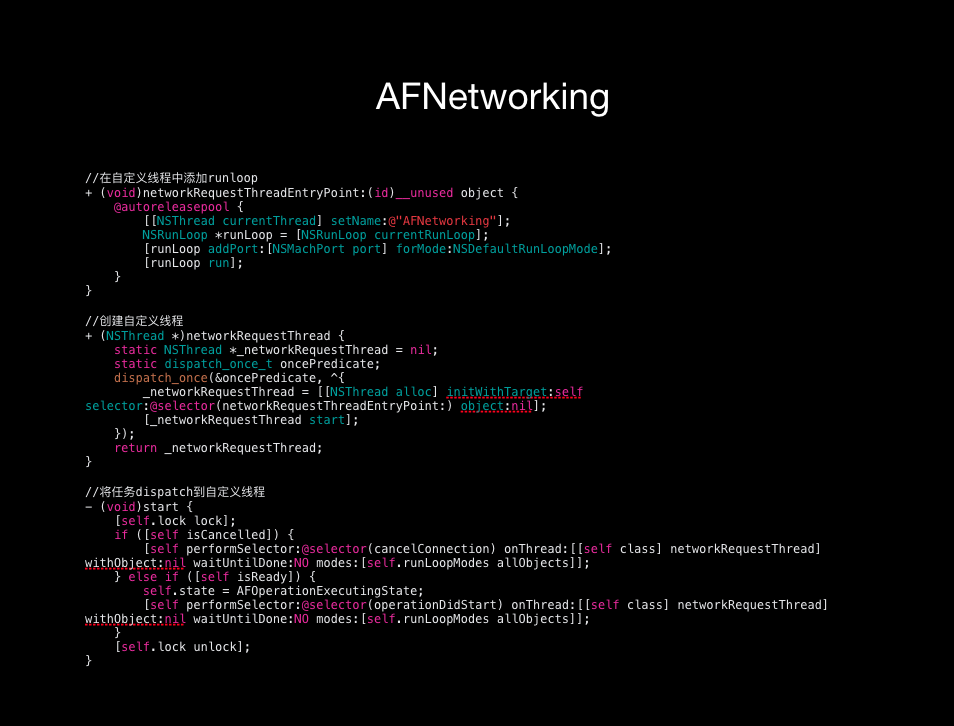 AFNetworking
//在自定义线程中添加runloop
+ (void)networkRequestThreadEntryPoint:(id)__unused object {
    @autoreleasepool {
        [[NSThread currentThread] setName:@"AFNetworking"];
        NSRunLoop *runLoop = [NSRunLoop currentRunLoop];
        [runLoop addPort:[NSMachPort port] forMode:NSDefaultRunLoopMode];
        [runLoop run];
    }
}
//创建自定义线程
+ (NSThread *)networkRequestThread {
    static NSThread *_networkRequestThread = nil;
    static dispatch_once_t oncePredicate;
    dispatch_once(&oncePredicate, ^{
        _networkRequestThread = [[NSThread alloc] initWithTarget:self
selector:@selector(networkRequestThreadEntryPoint:) object:nil];
        [_networkRequestThread start];
    });
    return _networkRequestThread;
}
//将任务dispatch到自定义线程
– (void)start {
    [self.lock lock];
    if ([self isCancelled]) {
        [self performSelector:@selector(cancelConnection) onThread:[[self class] networkRequestThread]
withObject:nil waitUntilDone:NO modes:[self.runLoopModes allObjects]];
    } else if ([self isReady]) {
        self.state = AFOperationExecutingState;
        [self performSelector:@selector(operationDidStart) onThread:[[self class] networkRequestThread]
withObject:nil waitUntilDone:NO modes:[self.runLoopModes allObjects]];
    }
    [self.lock unlock];
}